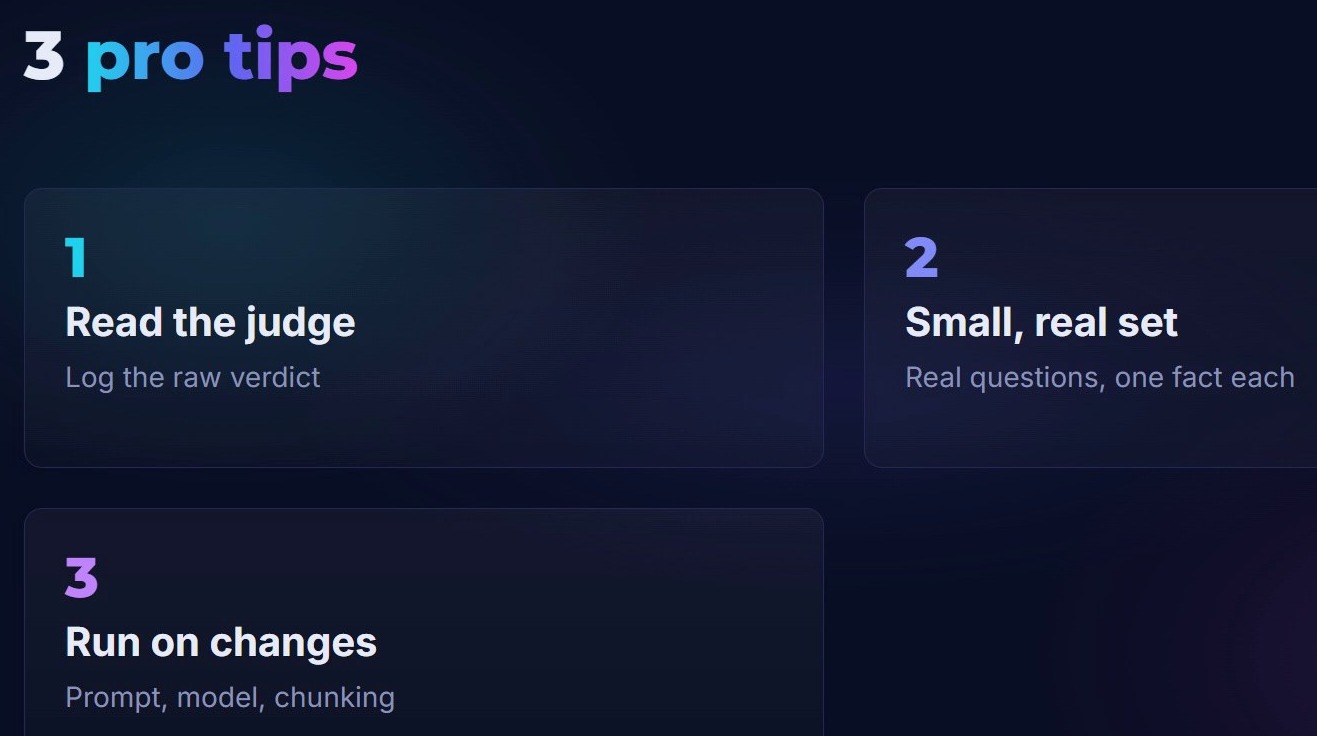 3 pro tips
1
Read the judge
Log the raw verdict
2
Small, real set
Real questions, one fact each
3
Run on changes
Prompt, model, chunking